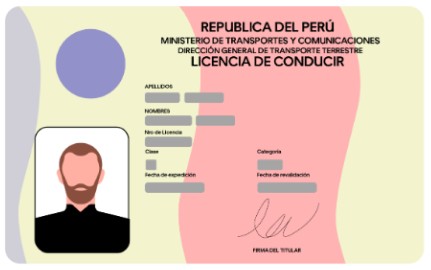 REPUBLICA DEL PERÚ
MINISTERIO DE TRANSPORTES Y COMUNICACIONES
DIRECCIÓN GENERAL DE TRANSPORTE TERRESTRE
LICENCIA DE CONDUCIR
APELLIDOS
NOMBRES
Nro de Licencia
Clase Categoría
Fecha de expedición Fecha de revalidación
FIRMA DEL TITULAR